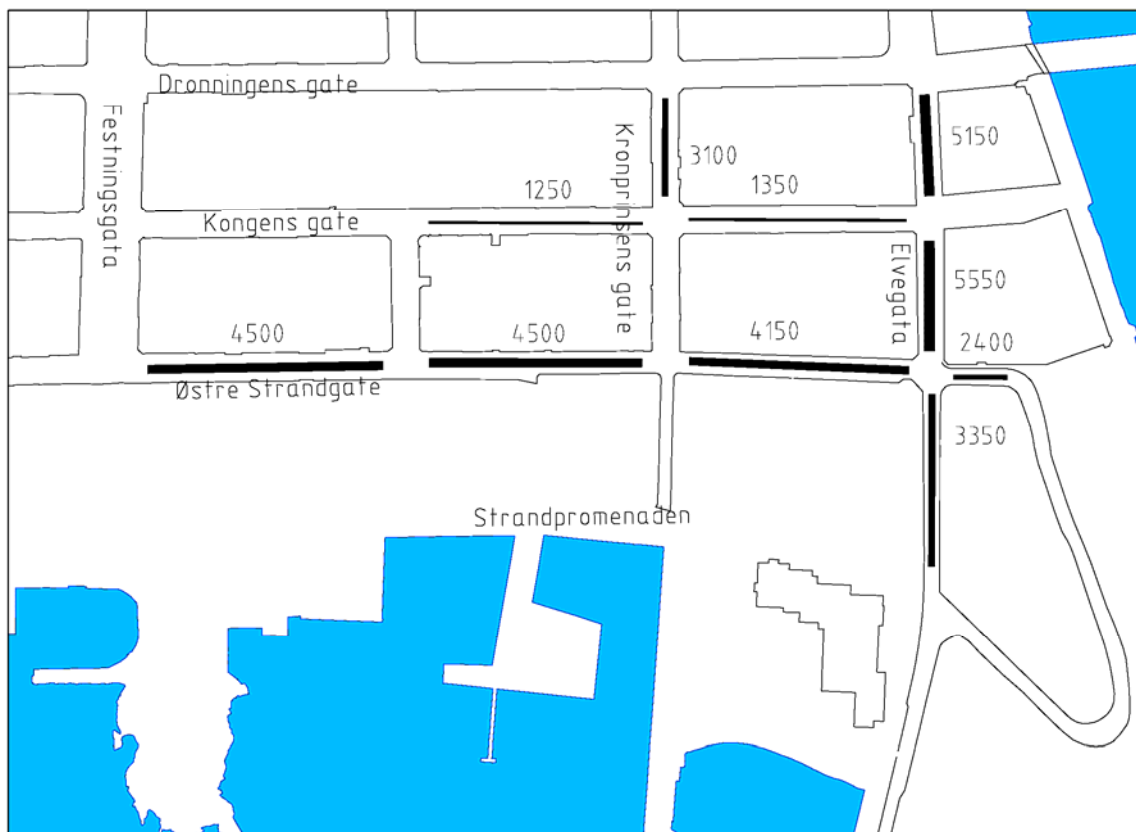 Dronningens gate
Festningsgata
Kronprinsens gate
3100
5150
1250
1350
Kongens gate
Elvegata
5550
4500
4500
4150
2400
Østre Strandgate
3350
Strandpromenaden